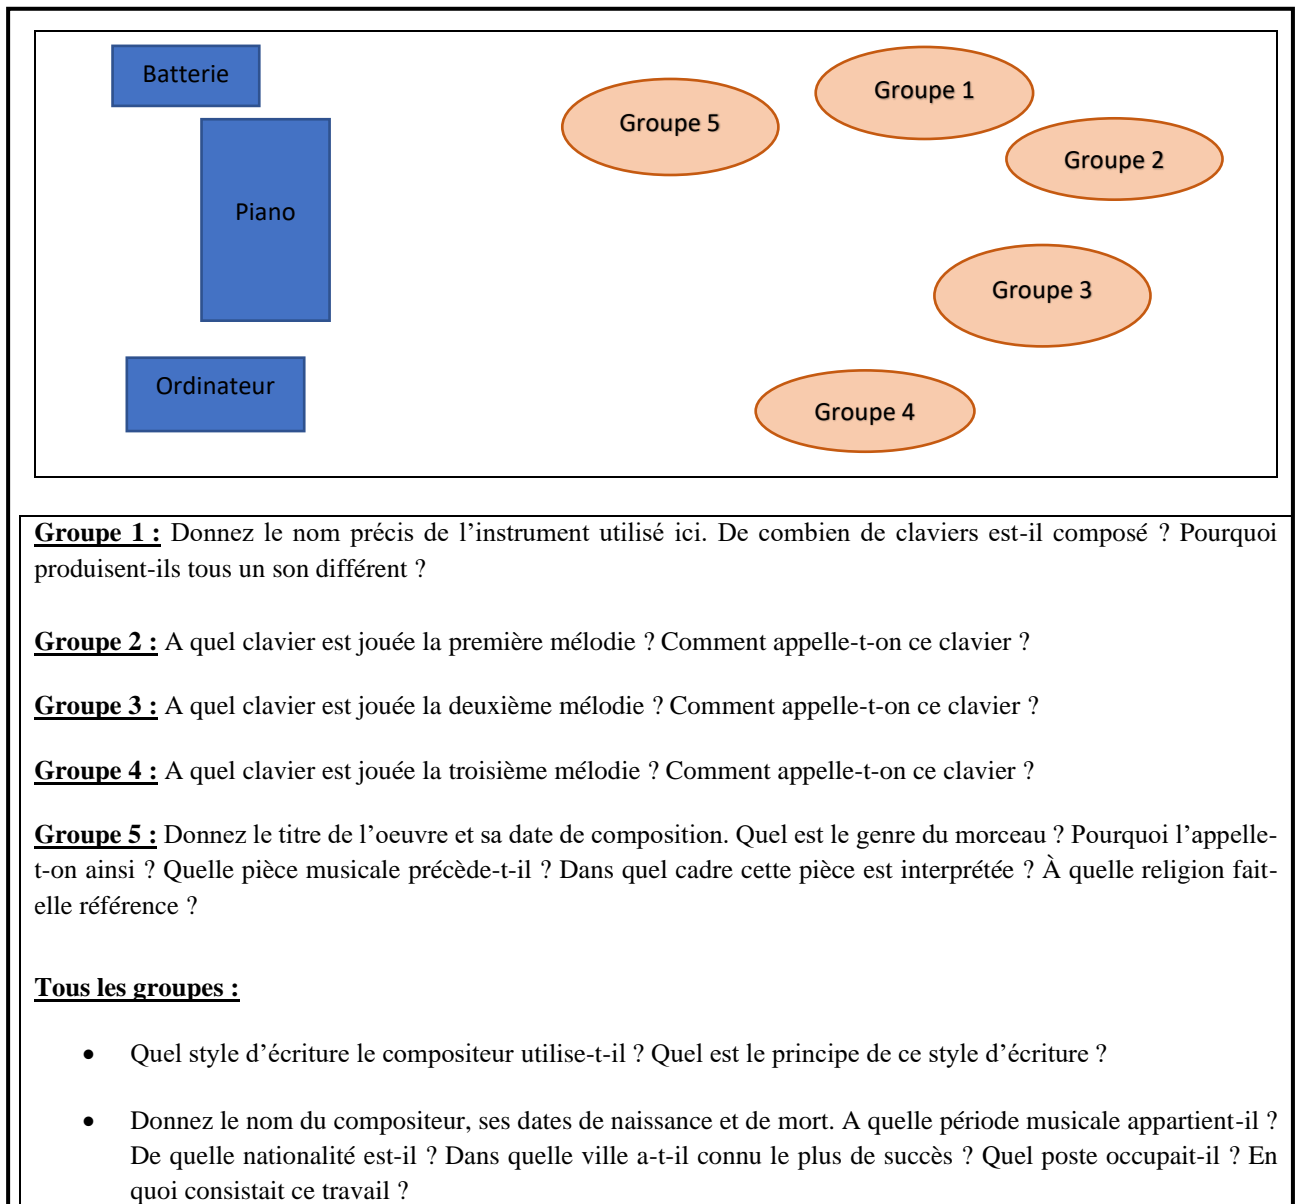 Batterie
Groupe 1
Groupe 5
Groupe 2
Piano
Groupe 3
Ordinateur
Groupe 4
Groupe 1 : Donnez le nom précis de l’instrument utilisé ici. De combien de claviers est-il composé ? Pourquoi
produisent-ils tous un son différent ?
Groupe 2 : A quel clavier est jouée la première mélodie ? Comment appelle-t-on ce clavier ?
Groupe 3 : A quel clavier est jouée la deuxième mélodie ? Comment appelle-t-on ce clavier ?
Groupe 4 : A quel clavier est jouée la troisième mélodie ? Comment appelle-t-on ce clavier ?
Groupe 5 : Donnez le titre de l’oeuvre et sa date de composition. Quel est le genre du morceau ? Pourquoi l’appelle-
t-on ainsi ? Quelle pièce musicale précède-t-il ? Dans quel cadre cette pièce est interprétée ? À quelle religion fait-
elle référence ?
Tous les groupes :
• Quel style d’écriture le compositeur utilise-t-il ? Quel est le principe de ce style d’écriture ?
• Donnez le nom du compositeur, ses dates de naissance et de mort. A quelle période musicale appartient-il ?
De quelle nationalité est-il ? Dans quelle ville a-t-il connu le plus de succès ? Quel poste occupait-il ? En
quoi consistait ce travail ?